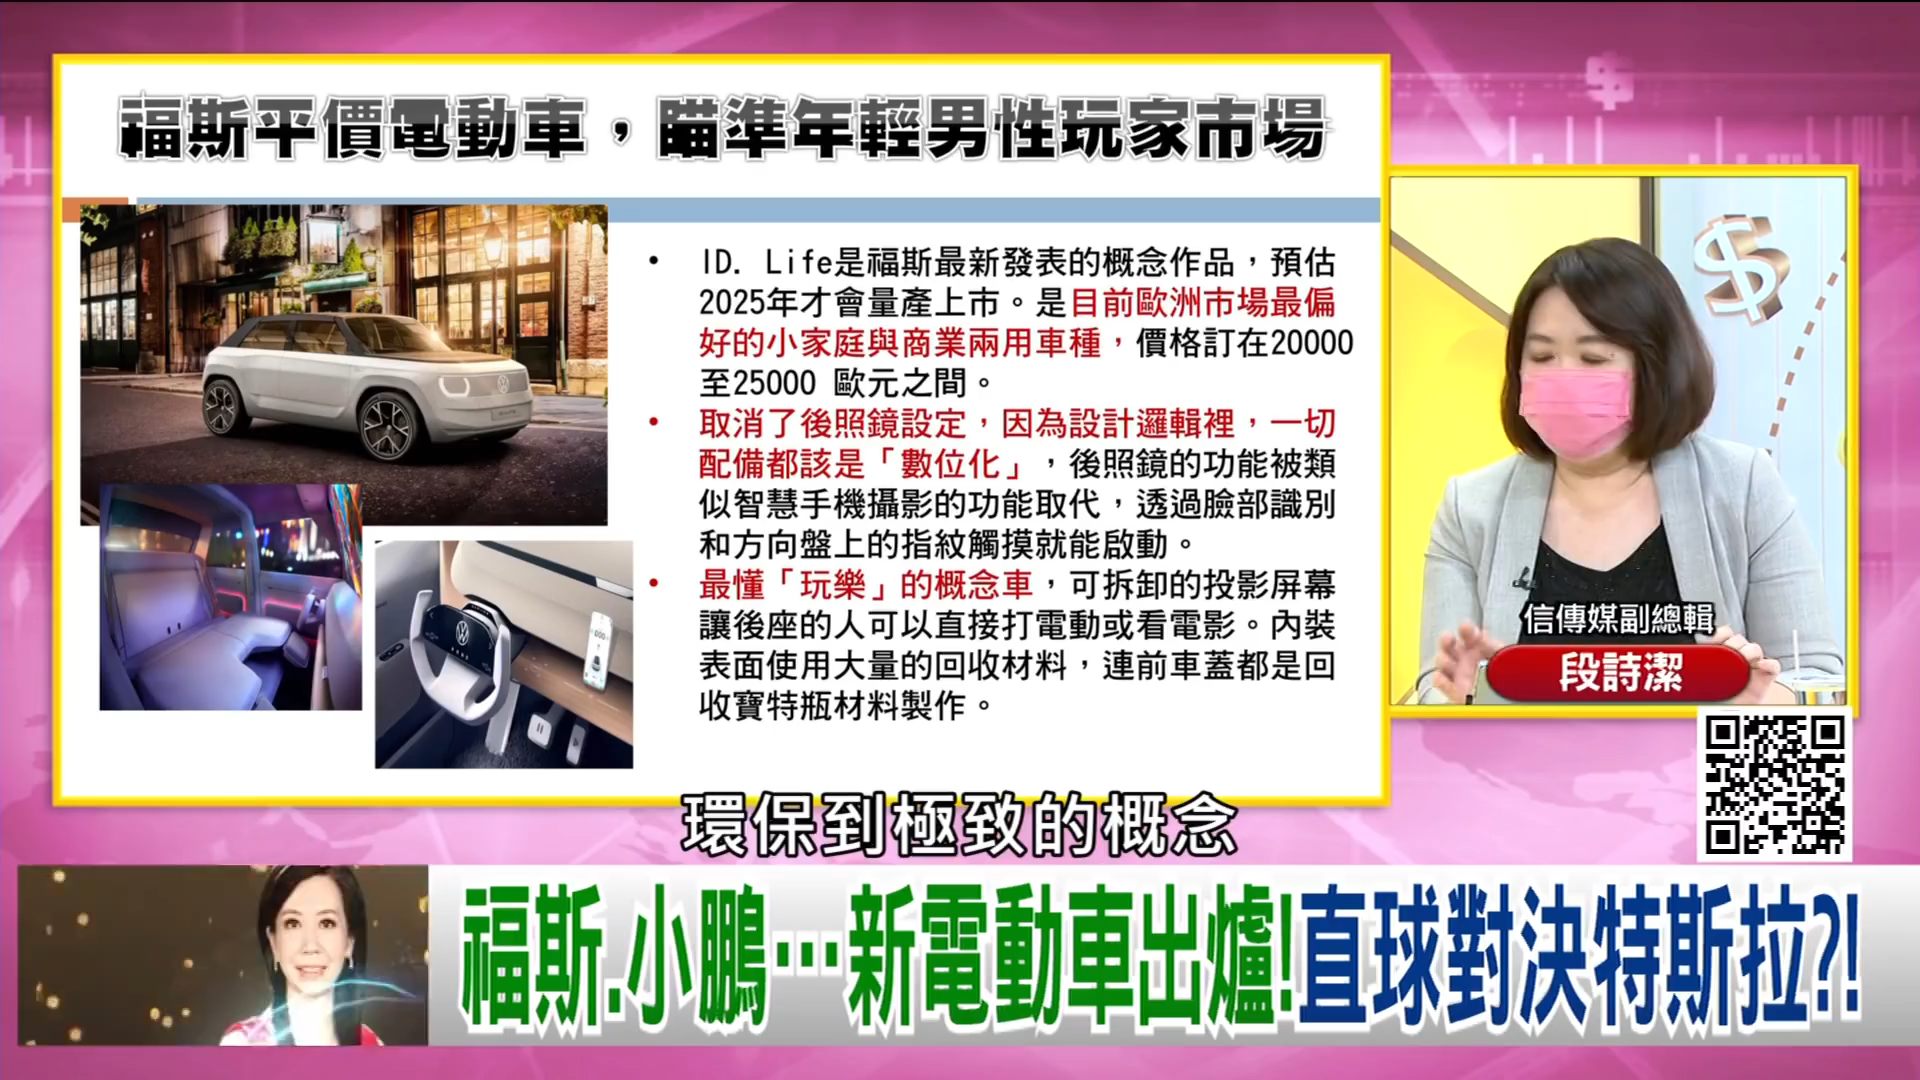 福斯平價電動車，瞄準年輕男性玩家市場
• ID. Life是福斯最新發表的概念作品，預估
2025年才會量產上市。是目前歐洲市場最偏
好的小家庭與商業兩用車種，價格訂在20000
至25000 歐元之間。
• 取消了後照鏡設定，因為設計邏輯裡，一切
配備都該是「數位化」，後照鏡的功能被類
似智慧手機攝影的功能取代，透過臉部識別
和方向盤上的指紋觸摸就能啟動。
• 最懂「玩樂」的概念車，可拆卸的投影屏幕
讓後座的人可以直接打電動或看電影。內裝
表面使用大量的回收材料，連前車蓋都是回
收寶特瓶材料製作。
信傳媒副總輯
段詩潔
環保到極致的概念
福斯.小鵬…新電動車出爐!直球對決特斯拉?!